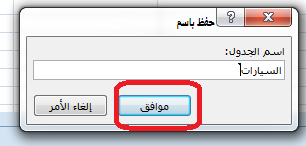 حفظ باسم
اسم الجدول:
السيارات
موافق
إلغاء الأمر